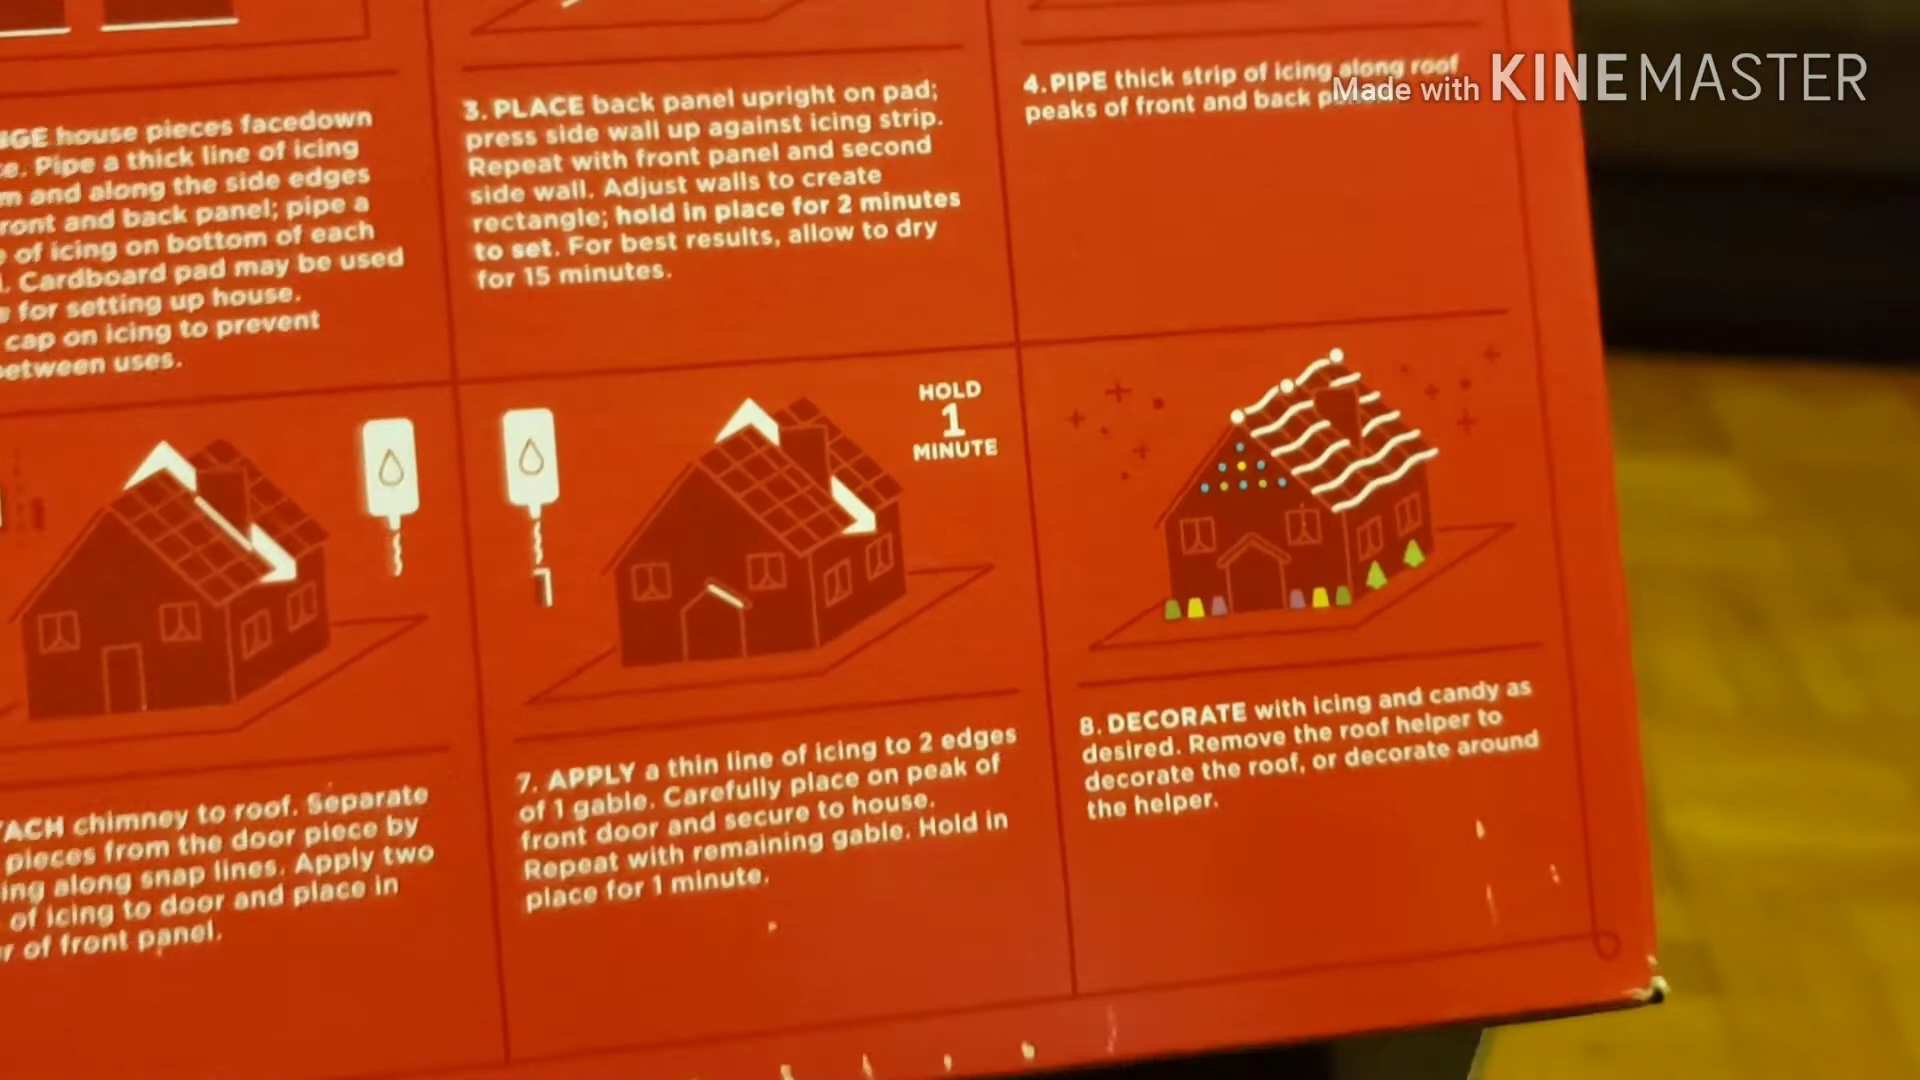 Made with KINEMASTER
GE house pieces facedown
Pipe a thick line of icing
and along the side edges
front and back panel; pipe a
of icing on bottom of each
Cardboard pad may be used
for setting up house.
cap on icing to prevent
between uses.
3. PLACE back panel upright on pad;
press side wall up against icing strip.
Repeat with front panel and second
side wall. Adjust walls to create
rectangle; hold in place for 2 minutes
to set. For best results, allow to dry
for 15 minutes.
4. PIPE thick strip of icing along roof
peaks of front and back
ACH chimney to roof. Separate
pieces from the door piece by
ing along snap lines. Apply two
of icing to door and place in
of front panel.
HOLD
1
MINUTE
7. APPLY a thin line of icing to 2 edges
of 1 gable. Carefully place on peak of
front door and secure to house.
Repeat with remaining gable. Hold in
place for 1 minute.
8. DECORATE with icing and candy as
desired. Remove the roof helper to
decorate the roof, or decorate around
the helper.